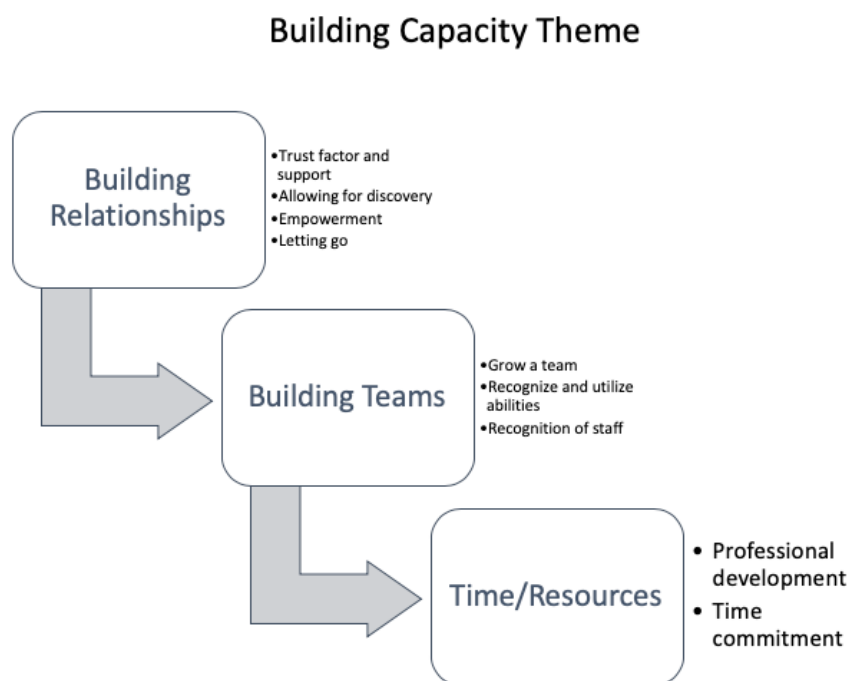 Building Capacity Theme
Building
Relationships
•Trust factor and
support
•Allowing for discovery
•Empowerment
•Letting go
Building Teams
•Grow a team
•Recognize and utilize
abilities
•Recognition of staff
Time/Resources
• Professional
development
• Time
commitment